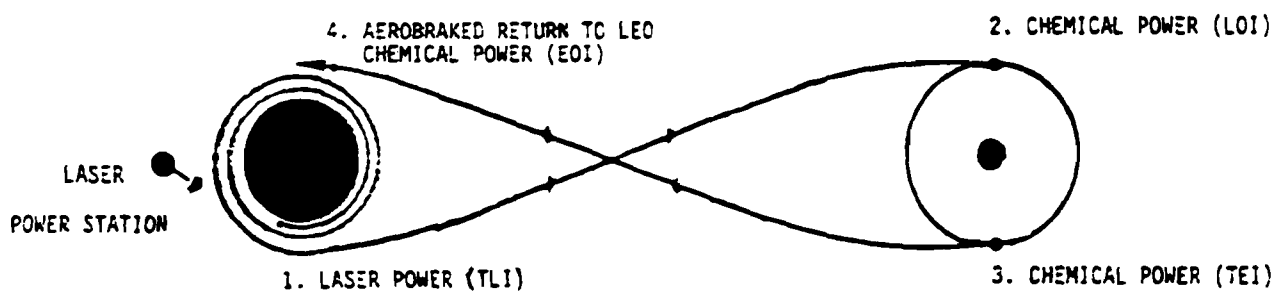 4. AEROBRAKED RETURN TO LEO
CHEMICAL POWER (EOI)
2. CHEMICAL POWER (LOI)
LASER
POWER STATION
1. LASER POWER (TLI)
3. CHEMICAL POWER (TEI)